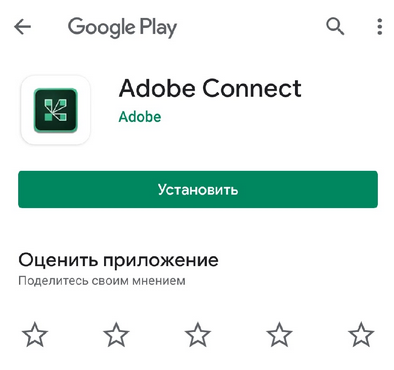 Google Play
Adobe Connect
Adobe
Установить
Оценить приложение
Поделитесь своим мнением